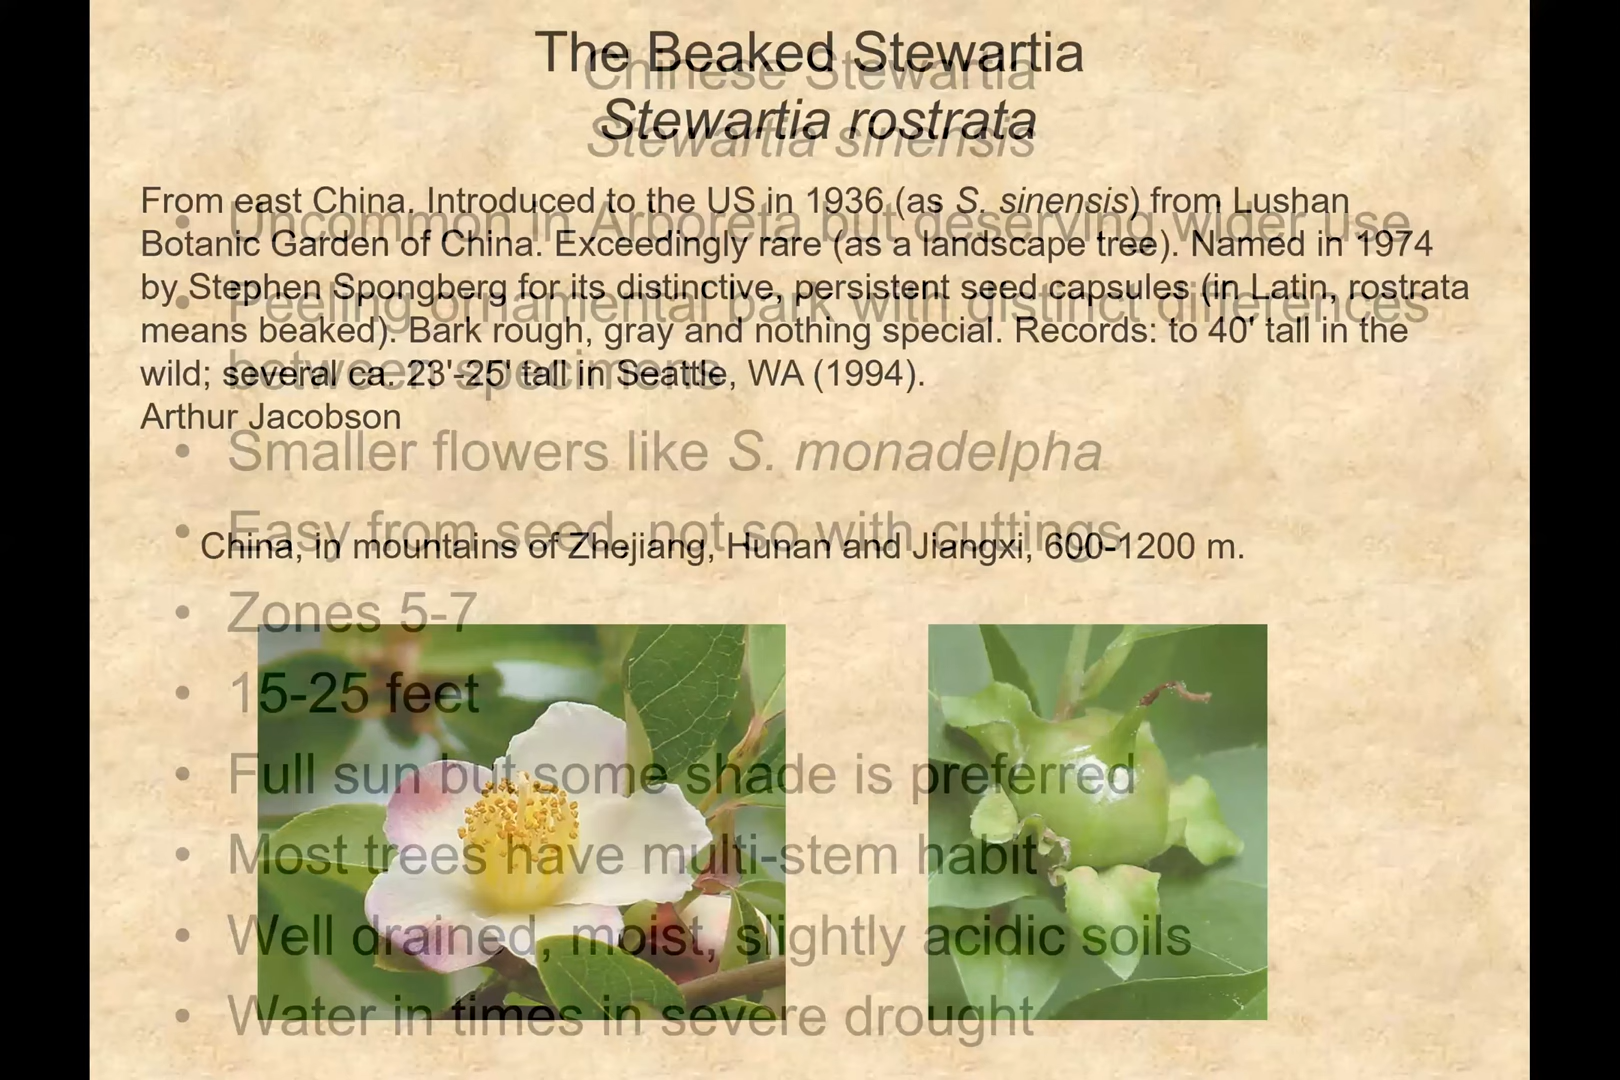 The Beaked Stewartia
Stewartia rostrata
From east China. Introduced to the US in 1936 (as S. sinensis) from Lushan
Botanic Garden of China. Exceedingly rare (as a landscape tree). Named in 1974
by Stephen Spongberg for its distinctive, persistent seed capsules (in Latin, rostrata
means beaked). Bark rough, gray and nothing special. Records: to 40' tall in the
wild; several ca. 23'-25' tall in Seattle, WA (1994).
Arthur Jacobson
China, in mountains of Zhejiang, Hunan and Jiangxi, 600-1200 m.
Chinese Stewartia
Stewartia sinensis
• Uncommon in Arboreta but deserving wider use
• Peeling ornamental bark with distinct differences
between specimens
• Smaller flowers like S. monadelpha
• Easy from seed, not so with cuttings
• Zones 5-7
• 15-25 feet
• Full sun but some shade is preferred
• Most trees have multi-stem habit
• Well drained, moist, slightly acidic soils
• Water in times in severe drought